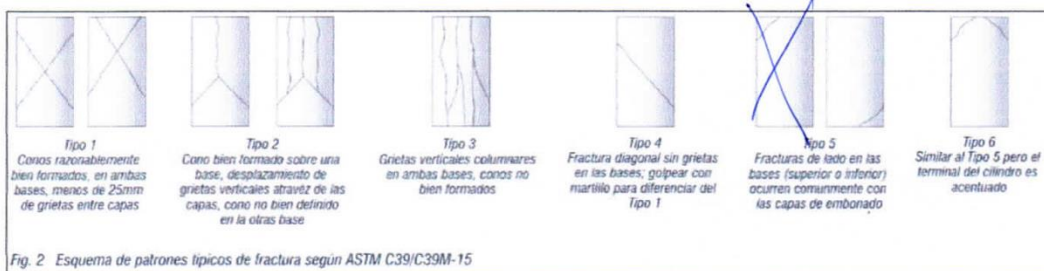 Tipo 1
Conos razonablemente
bien formados, en ambas
bases, menos de 25mm
de grietas entre capas
Tipo 2
Cono bien formado sobre una
base, desplazamiento de
grietas verticales atravéz de las
capas, cono no bien definido
en la otras base
Tipo 3
Grietas verticales columnares
en ambas bases, conos no
bien formados
Tipo 4
Fractura diagonal sin grietas
en las bases; golpear con
martillo para diferenciar del
Tipo 1
Tipo 5
Fracturas de lado en las
bases (superior o inferior)
ocurren comunmente con
las capas de embonado
Tipo 6
Similar al Tipo 5 pero el
terminal del cilindro es
acentuado
Fig. 2 Esquema de patrones típicos de fractura según ASTM C39/C39M-15